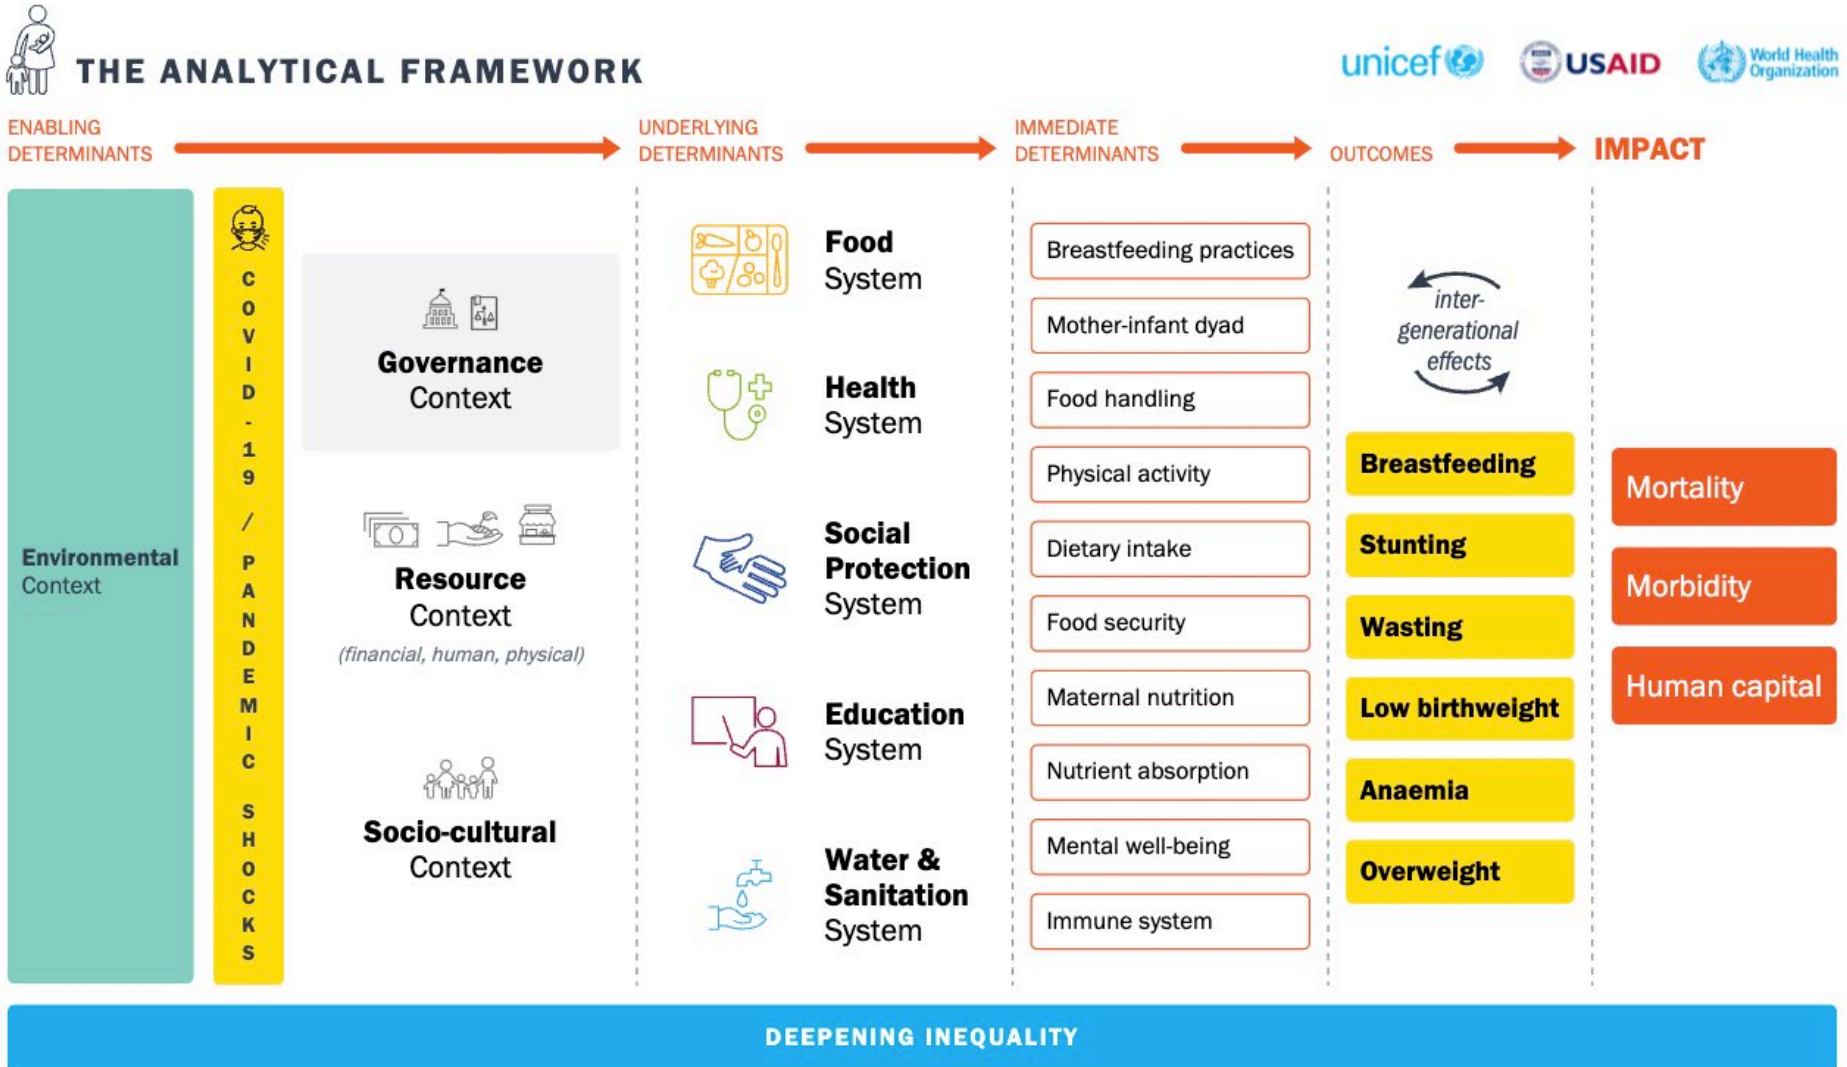 THE ANALYTICAL FRAMEWORK
unicef
USAID
World Health
Organization
ENABLING
DETERMINANTS
UNDERLYING
DETERMINANTS
IMMEDIATE
DETERMINANTS
OUTCOMES
IMPACT
Environmental
Context
COVID-19 / PANDEMIC SHOCKS
Governance
Context
Resource
Context
(financial, human, physical)
Socio-cultural
Context
Food
System
Health
System
Social
Protection
System
Education
System
Water &
Sanitation
System
Breastfeeding practices
Mother-infant dyad
Food handling
Physical activity
Dietary intake
Food security
Maternal nutrition
Nutrient absorption
Mental well-being
Immune system
inter-
generational
effects
Breastfeeding
Stunting
Wasting
Low birthweight
Anaemia
Overweight
Mortality
Morbidity
Human capital
DEEPENING INEQUALITY